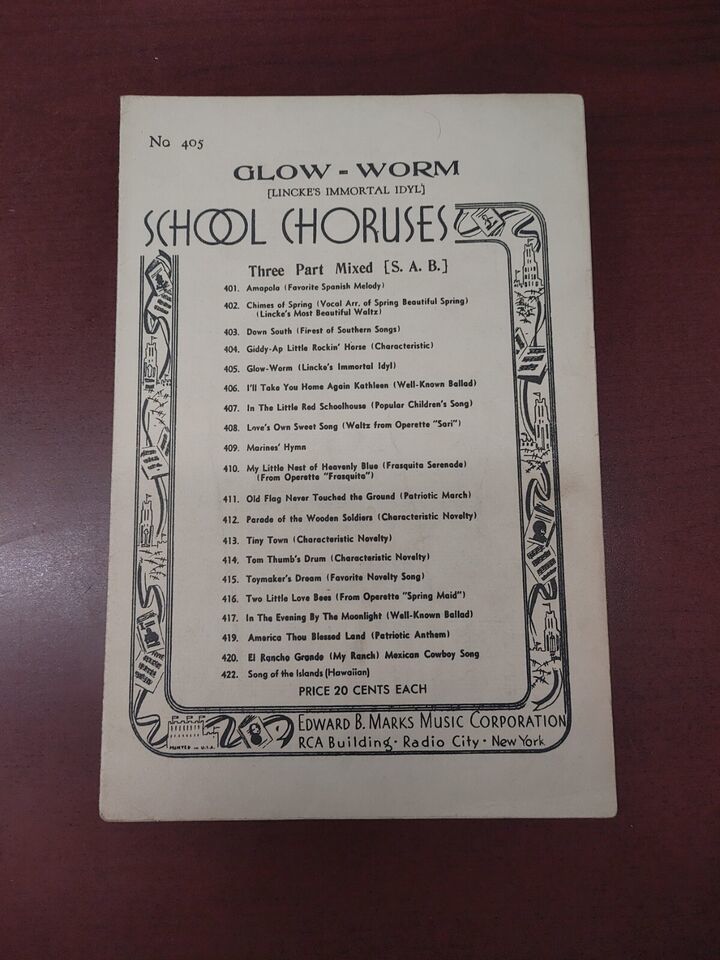 No 405
GLOW - WORM
[LINCKE'S IMMORTAL IDYL]
SCHOOL CHORUSES
Three Part Mixed [S. A. B.]
401. Amapola (Favorite Spanish Melody)
402. Chimes of Spring (Vocal Arr. of Spring Beautiful Spring)
(Lincke's Most Beautiful Waltz)
403. Down South (Firest of Southern Songs)
404. Giddy-Ap Little Rockin' Horse (Characteristic)
405. Glow-Worm (Lincke's Immortal Idyl)
406. I'll Take You Home Again Kathleen (Well-Known Ballad)
407. In The Little Red Schoolhouse (Popular Children's Song)
408. Love's Own Sweet Song (Waltz from Operette "Sari")
409. Marines' Hymn
410. My Little Nest of Heavenly Blue (Frasquita Serenade)
(From Operette "Frasquita")
411. Old Flag Never Touched the Ground (Patriotic March)
412. Parade of the Wooden Soldiers (Characteristic Novelty)
413. Tiny Town (Characteristic Novelty)
414. Tom Thumb's Drum (Characteristic Novelty)
415. Toymaker's Dream (Favorite Novelty Song)
416. Two Little Love Bees (From Operette "Spring Maid")
417. In The Evening By The Moonlight (Well-Known Ballad)
419. America Thou Blessed Land (Patriotic Anthem)
420. El Rancho Grande (My Ranch) Mexican Cowboy Song
422. Song of the Islands (Hawaiian)
PRICE 20 CENTS EACH
EDWARD B. MARKS MUSIC CORPORATION
RCA Building · Radio City · New York
PRINTED IN U.S.A.